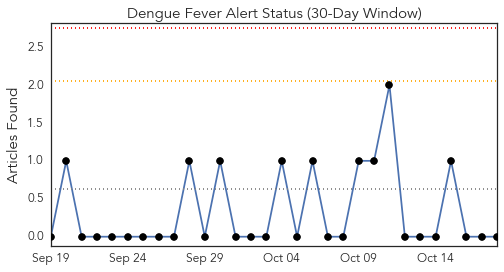 Dengue Fever Alert Status (30-Day Window)
Articles Found
2.5
2.0
1.5
1.0
0.5
0.0
Sep 19 Sep 24 Sep 29 Oct 04 Oct 09 Oct 14